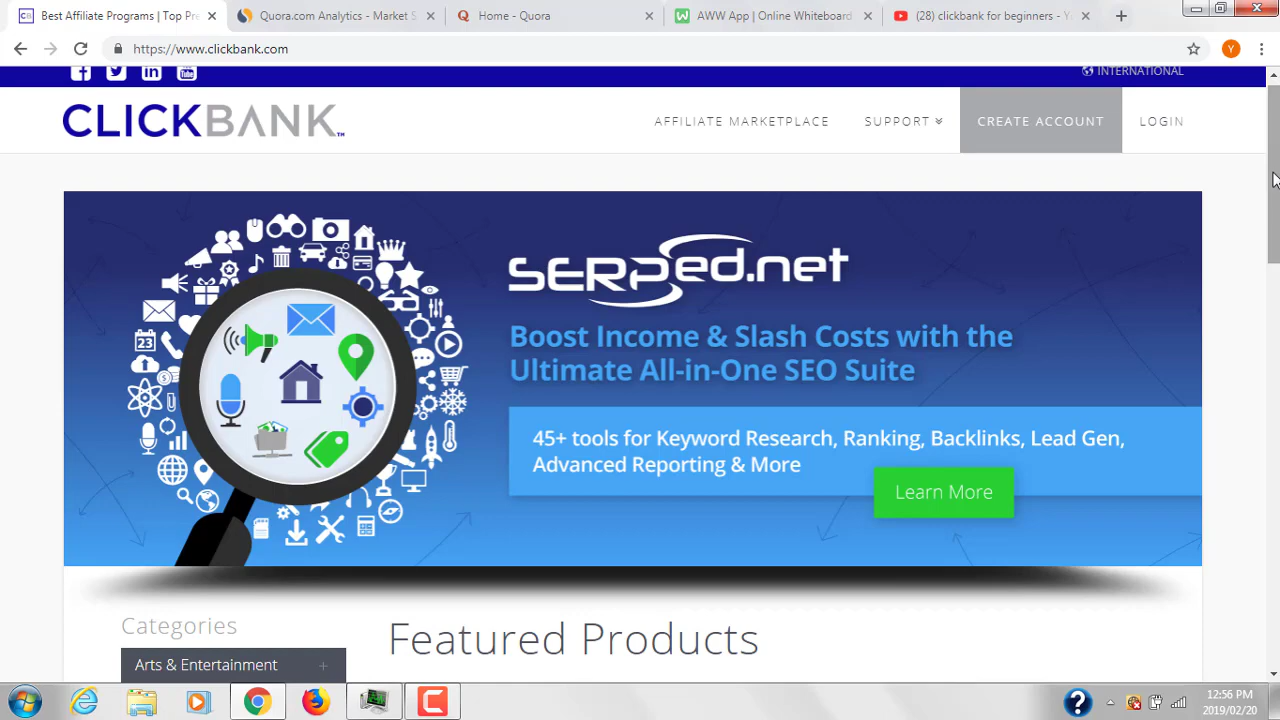 Best Affiliate Programs | Top Pr
Quora.com Analytics - Market S
Home - Quora
AWW App | Online Whiteboard
(28) clickbank for beginners - Y
https://www.clickbank.com
Y
INTERNATIONAL
CLICKBANK™
AFFILIATE MARKETPLACE
SUPPORT
CREATE ACCOUNT
LOGIN
SERPed.net
Boost Income & Slash Costs with the
Ultimate All-in-One SEO Suite
45+ tools for Keyword Research, Ranking, Backlinks, Lead Gen,
Advanced Reporting & More
Learn More
23
Categories
Featured Products
Arts & Entertainment +
12:56 PM
2019/02/20